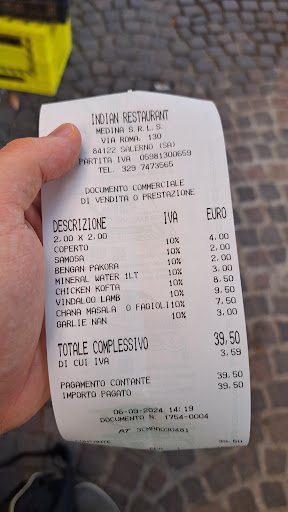 INDIAN RESTAURANT
MEDINA S.R.L.S.
VIA ROMA, 130
84122 SALERNO (SA)
PARTITA IVA 05981300659
TEL. 329 7473565
DOCUMENTO COMMERCIALE
DI VENDITA O PRESTAZIONE
DESCRIZIONE IVA EURO
2,00 X 2,00
COPERTO 10% 4,00
SAMOSA 10% 2,00
BENGAN PAKORA 10% 2,00
MINERAL WATER 1LT 10% 3,00
CHICKEN KOFTA 10% 8,50
VINDALOO LAMB 10% 9,50
CHANA MASALA O FAGIOLI 10% 7,50
GARLIE NAN 10% 3,00
TOTALE COMPLESSIVO 39,50
DI CUI IVA 3,59
PAGAMENTO CONTANTE 39,50
IMPORTO PAGATO 39,50
06-09-2024 14:19
DOCUMENTO N. 1754-0004
39,50